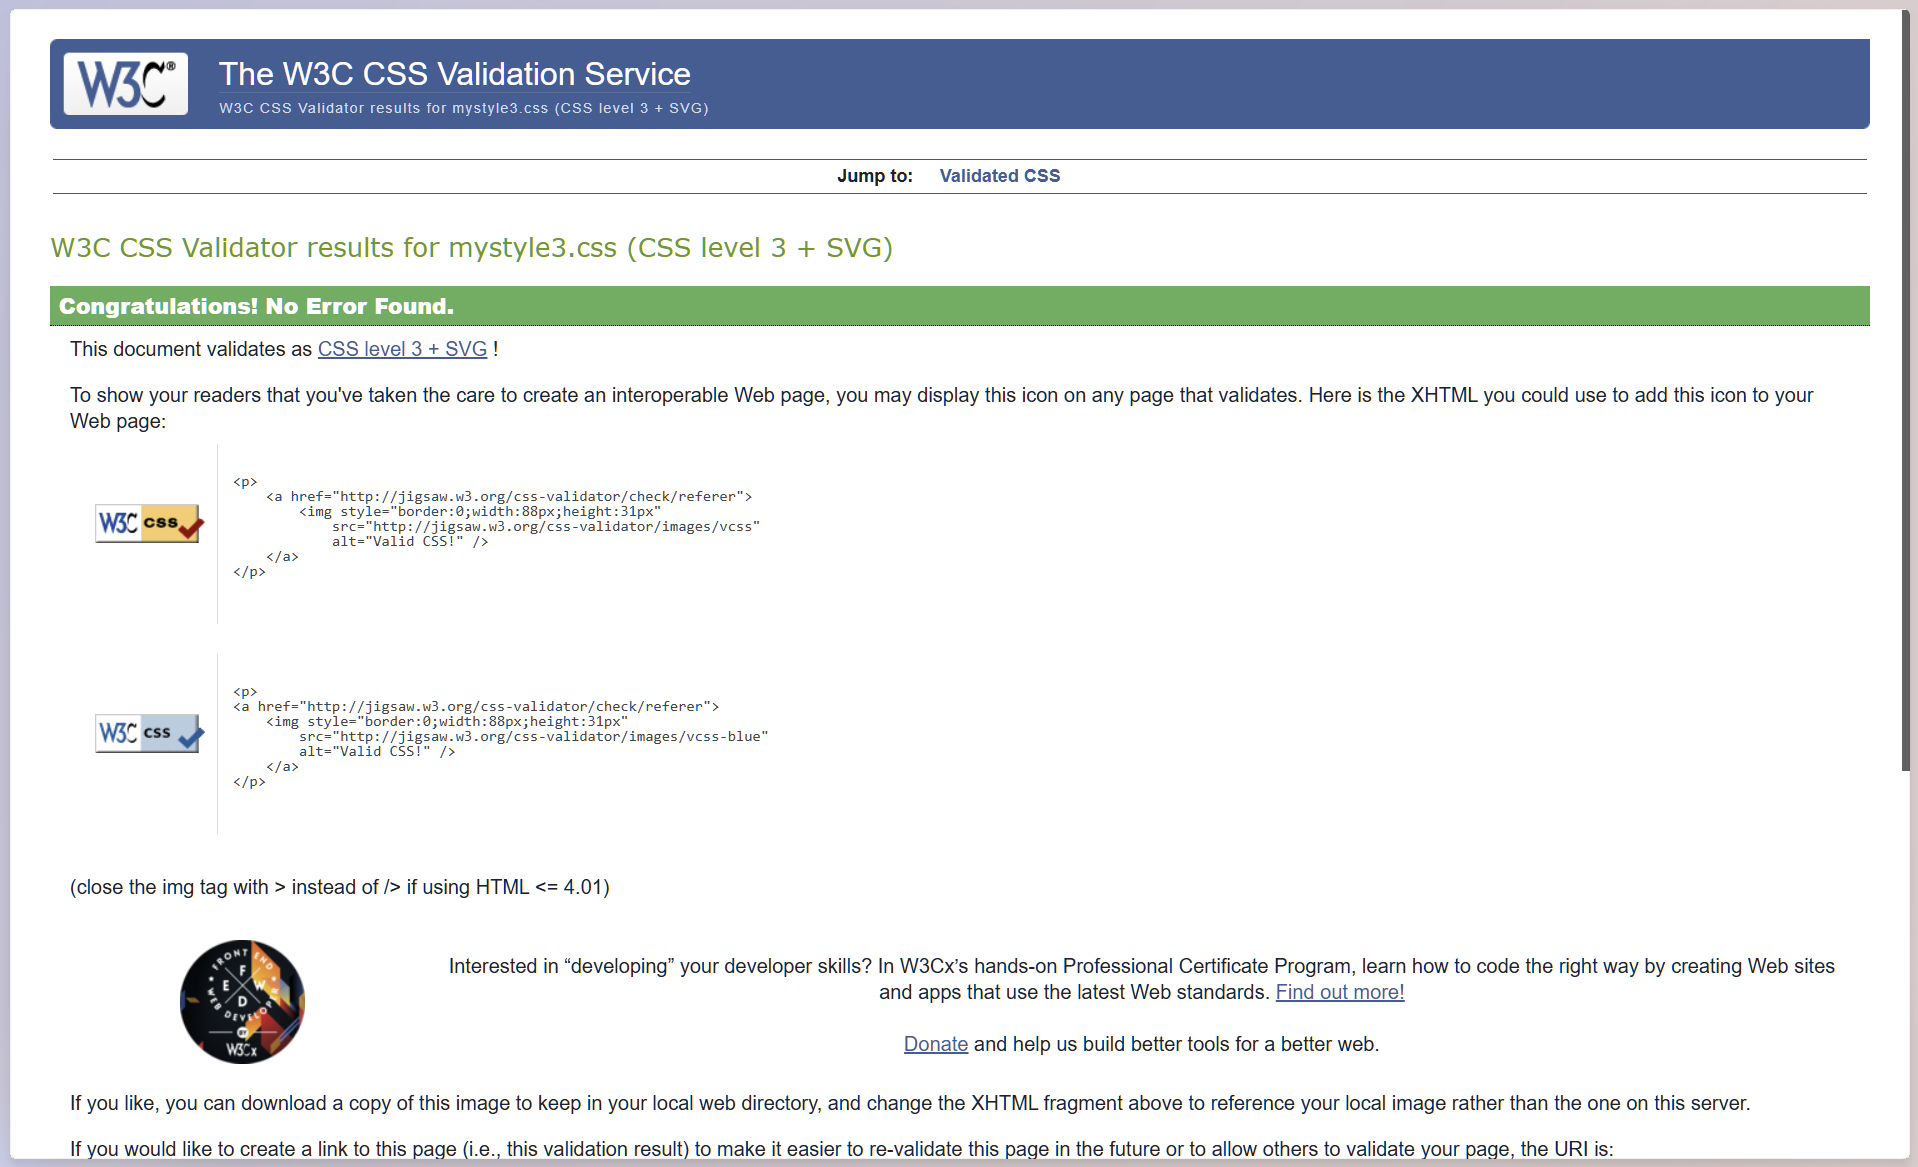 W3C®
The W3C CSS Validation Service
W3C CSS Validator results for mystyle3.css (CSS level 3 + SVG)
Jump to: Validated CSS
W3C CSS Validator results for mystyle3.css (CSS level 3 + SVG)
Congratulations! No Error Found.
This document validates as CSS level 3 + SVG !
To show your readers that you've taken the care to create an interoperable Web page, you may display this icon on any page that validates. Here is the XHTML you could use to add this icon to your
Web page:
W3C css
<p>
<a href="http://jigsaw.w3.org/css-validator/check/referer">
<img style="border:0;width:88px;height:31px"
src="http://jigsaw.w3.org/css-validator/images/vcss"
alt="Valid CSS!" />
</a>
</p>
W3C css
<p>
<a href="http://jigsaw.w3.org/css-validator/check/referer">
<img style="border:0;width:88px;height:31px"
src="http://jigsaw.w3.org/css-validator/images/vcss-blue"
alt="Valid CSS!" />
</a>
</p>
(close the img tag with > instead of /> if using HTML <= 4.01)
FRONT END
F E W D
WEB DEVELOPER
BY
W3Cx
Interested in “developing” your developer skills? In W3Cx’s hands-on Professional Certificate Program, learn how to code the right way by creating Web sites
and apps that use the latest Web standards. Find out more!
Donate and help us build better tools for a better web.
If you like, you can download a copy of this image to keep in your local web directory, and change the XHTML fragment above to reference your local image rather than the one on this server.
If you would like to create a link to this page (i.e., this validation result) to make it easier to re-validate this page in the future or to allow others to validate your page, the URI is: